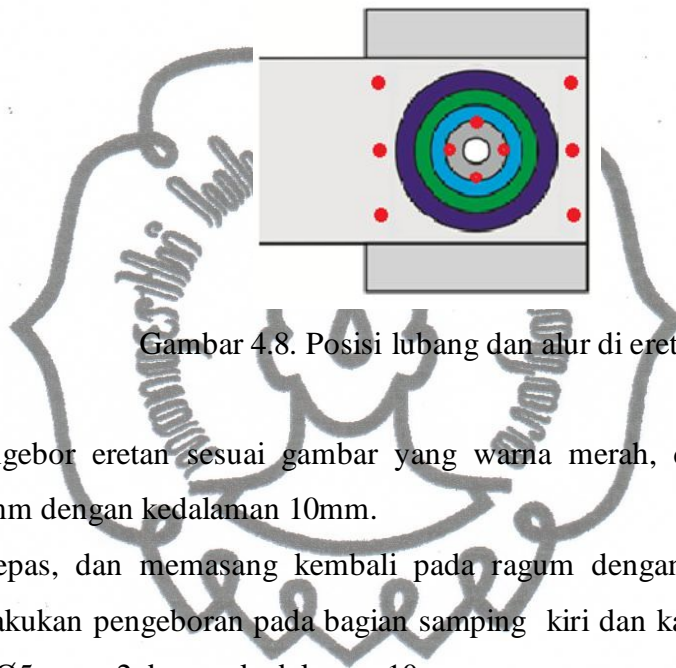 Gambar 4.8. Posisi lubang dan alur di eret
ngebor eretan sesuai gambar yang warna merah,
mm dengan kedalaman 10mm.
epas, dan memasang kembali pada ragum dengan
akukan pengeboran pada bagian samping kiri dan ka